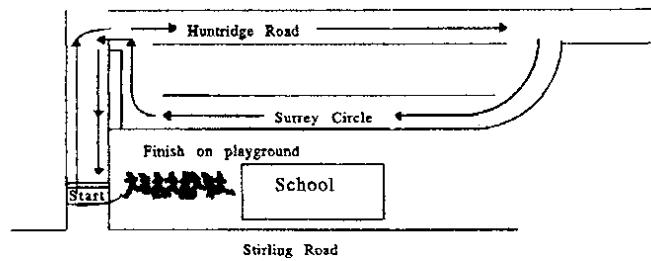 Huntridge Road
Surrey Circle
Finish on playground
School
Start
Stirling Road